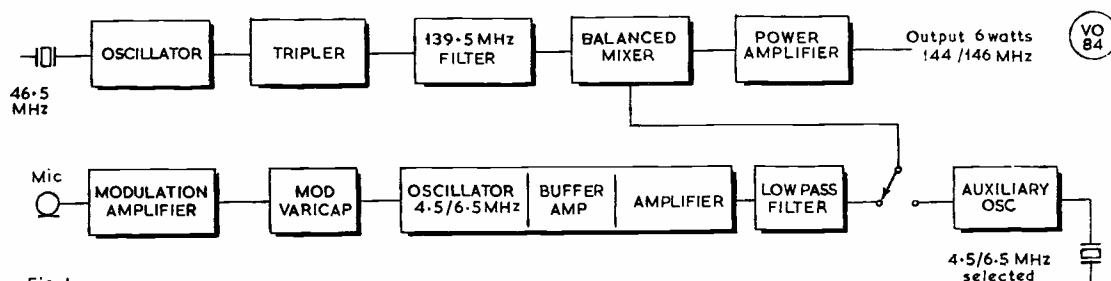 46·5
MHz
OSCILLATOR
TRIPLER
139·5 MHz
FILTER
BALANCED
MIXER
POWER
AMPLIFIER
Output 6 watts
144/146 MHz
VO
84
Mic
MODULATION
AMPLIFIER
MOD
VARICAP
OSCILLATOR
4·5/6·5MHz
BUFFER
AMP
AMPLIFIER
LOW PASS
FILTER
AUXILIARY
OSC
4·5/6·5 MHz
selected